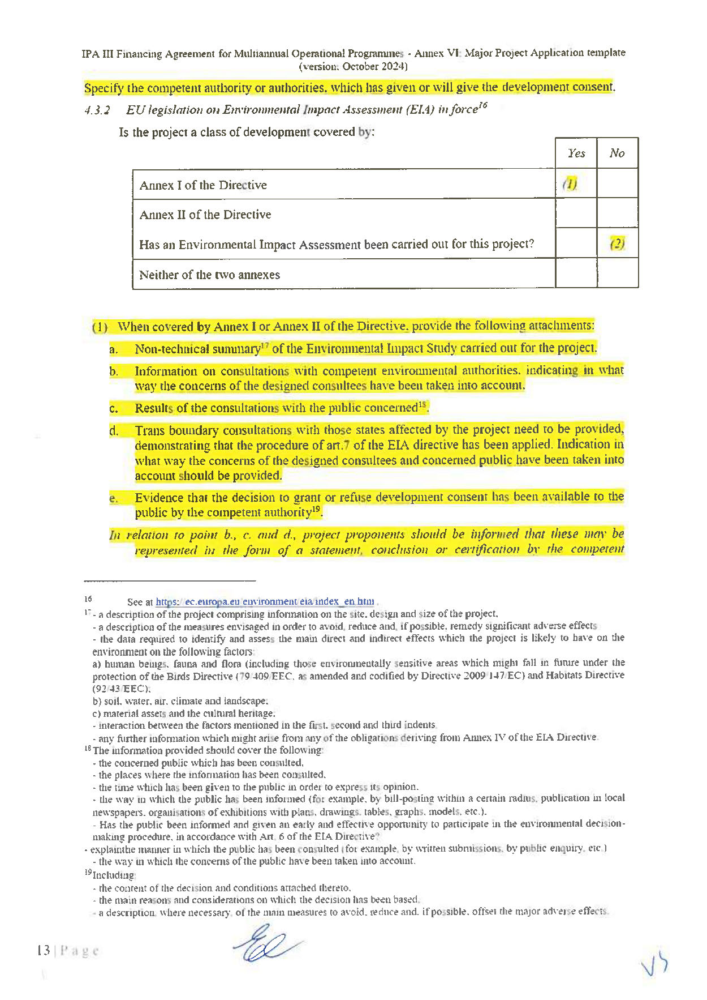 IPA III Financing Agreement for Multiannual Operational Programmes - Annex VI: Major Project Application template
(version: October 2024)
Specify the competent authority or authorities, which has given or will give the development consent.
4.3.2 EU legislation on Environmental Impact Assessment (EIA) in force16
Is the project a class of development covered by:
Yes No
Annex I of the Directive (1)
Annex II of the Directive
Has an Environmental Impact Assessment been carried out for this project? (2)
Neither of the two annexes
(1) When covered by Annex I or Annex II of the Directive, provide the following attachments:
a. Non-technical summary17 of the Environmental Impact Study carried out for the project.
b. Information on consultations with competent environmental authorities, indicating in what
way the concerns of the designed consultees have been taken into account.
c. Results of the consultations with the public concerned18.
d. Trans boundary consultations with those states affected by the project need to be provided,
demonstrating that the procedure of art.7 of the EIA directive has been applied. Indication in
what way the concerns of the designed consultees and concerned public have been taken into
account should be provided.
e. Evidence that the decision to grant or refuse development consent has been available to the
public by the competent authority19.
In relation to point b., c. and d., project proponents should be informed that these may be
represented in the form of a statement, conclusion or certification by the competent
16 See at https://ec.europa.eu/environment/eia/index_en.htm.
17 - a description of the project comprising information on the site, design and size of the project,
- a description of the measures envisaged in order to avoid, reduce and, if possible, remedy significant adverse effects
- the data required to identify and assess the main direct and indirect effects which the project is likely to have on the
environment on the following factors:
a) human beings, fauna and flora (including those environmentally sensitive areas which might fall in future under the
protection of the Birds Directive (79/409/EEC, as amended and codified by Directive 2009/147/EC) and Habitats Directive
(92/43/EEC);
b) soil, water, air, climate and landscape;
c) material assets and the cultural heritage;
- interaction between the factors mentioned in the first, second and third indents
- any further information which might arise from any of the obligations deriving from Annex IV of the EIA Directive.
18 The information provided should cover the following:
- the concerned public which has been consulted,
- the places where the information has been consulted,
- the time which has been given to the public in order to express its opinion,
- the way in which the public has been informed (for example, by bill-posting within a certain radius, publication in local
newspapers, organisations of exhibitions with plans, drawings, tables, graphs, models, etc.).
- Has the public been informed and given an early and effective opportunity to participate in the environmental decision-
making procedure, in accordance with Art. 6 of the EIA Directive?
- explainthe manner in which the public has been consulted (for example, by written submissions, by public enquiry, etc.)
- the way in which the concerns of the public have been taken into account.
19 Including:
- the content of the decision and conditions attached thereto,
- the main reasons and considerations on which the decision has been based,
- a description, where necessary, of the main measures to avoid, reduce and, if possible, offset the major adverse effects.
13 | Page